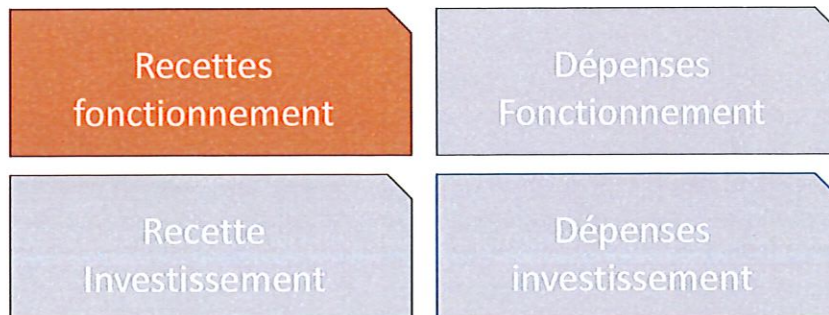 Recettes
fonctionnement
Dépenses
Fonctionnement
Recette
Investissement
Dépenses
investissement